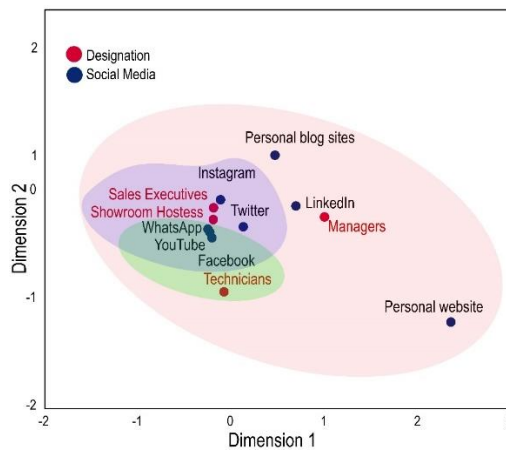 2
Designation
Social Media
Personal blog sites
1
Instagram
0
Sales Executives
LinkedIn
Showroom Hostess
Twitter
Managers
WhatsApp
YouTube
Facebook
Technicians
Personal website
-1
-2
-2
-1
0
1
2
Dimension 1
Dimension 2